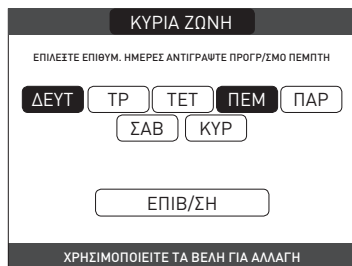 ΚΥΡΙΑ ΖΩΝΗ
ΕΠΙΛΕΞΤΕ ΕΠΙΘΥΜ. ΗΜΕΡΕΣ ΑΝΤΙΓΡΑΨΤΕ ΠΡΟΓΡ/ΣΜΟ ΠΕΜΠΤΗ
ΔΕΥΤ ΤΡ ΤΕΤ ΠΕΜ ΠΑΡ
ΣΑΒ ΚΥΡ
ΕΠΙΒ/ΣΗ
ΧΡΗΣΙΜΟΠΟΙΕΙΤΕ ΤΑ ΒΕΛΗ ΓΙΑ ΑΛΛΑΓΗ